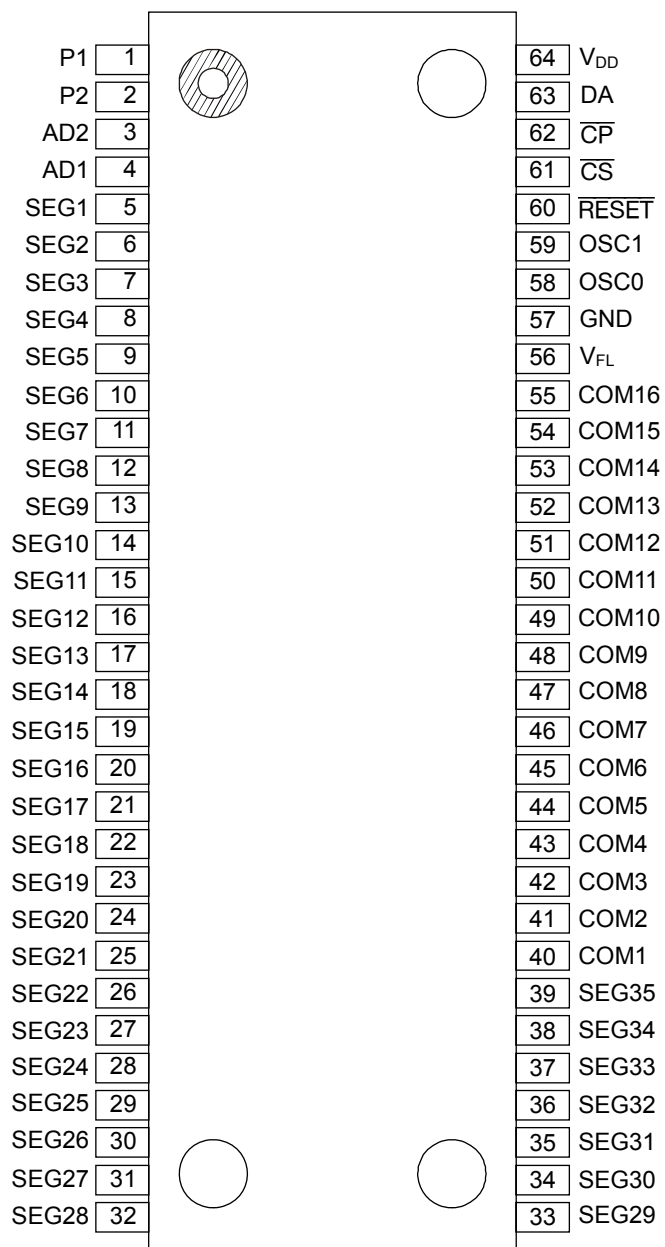 P1 1 64 VDD
P2 2 63 DA
AD2 3 62 C̅P̅
AD1 4 61 C̅S̅
SEG1 5 60 R̅E̅S̅E̅T̅
SEG2 6 59 OSC1
SEG3 7 58 OSC0
SEG4 8 57 GND
SEG5 9 56 VFL
SEG6 10 55 COM16
SEG7 11 54 COM15
SEG8 12 53 COM14
SEG9 13 52 COM13
SEG10 14 51 COM12
SEG11 15 50 COM11
SEG12 16 49 COM10
SEG13 17 48 COM9
SEG14 18 47 COM8
SEG15 19 46 COM7
SEG16 20 45 COM6
SEG17 21 44 COM5
SEG18 22 43 COM4
SEG19 23 42 COM3
SEG20 24 41 COM2
SEG21 25 40 COM1
SEG22 26 39 SEG35
SEG23 27 38 SEG34
SEG24 28 37 SEG33
SEG25 29 36 SEG32
SEG26 30 35 SEG31
SEG27 31 34 SEG30
SEG28 32 33 SEG29